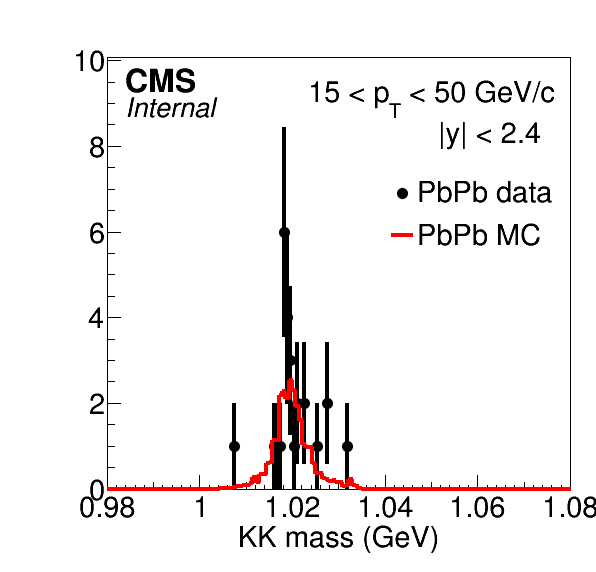 10
CMS
Internal
15 < p_T < 50 GeV/c
|y| < 2.4
8
PbPb data
PbPb MC
6
4
2
0
0.98 1 1.02 1.04 1.06 1.08
KK mass (GeV)